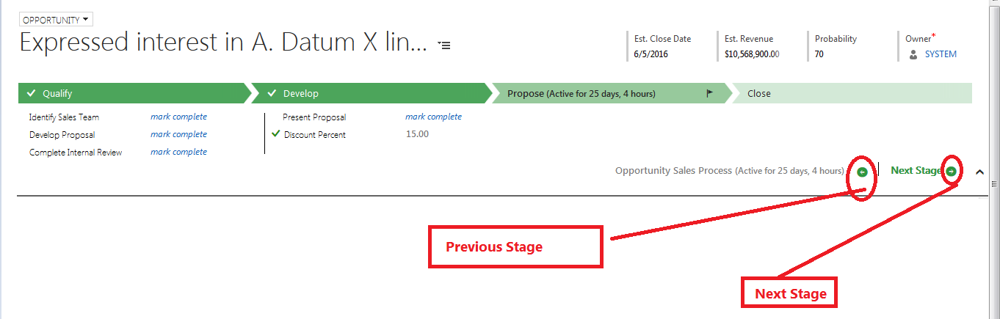 OPPORTUNITY
Expressed interest in A. Datum X lin...
Est. Close Date
6/5/2016
Est. Revenue
$10,568,900.00
Probability
70
Owner*
SYSTEM
Qualify
Develop
Propose (Active for 25 days, 4 hours)
Close
Identify Sales Team mark complete
Develop Proposal mark complete
Complete Internal Review mark complete
Present Proposal mark complete
Discount Percent 15.00
Opportunity Sales Process (Active for 25 days, 4 hours)
Next Stage
Previous Stage
Next Stage